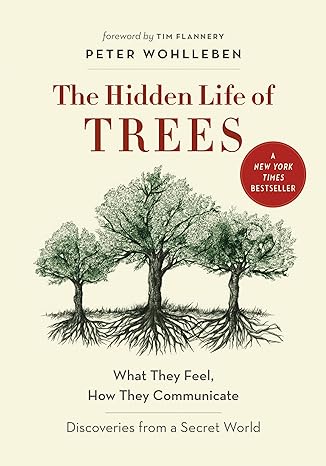 foreword by TIM FLANNERY
PETER WOHLLEBEN
The Hidden Life of
TREES
A
NEW YORK
TIMES
BESTSELLER
What They Feel,
How They Communicate
Discoveries from a Secret World